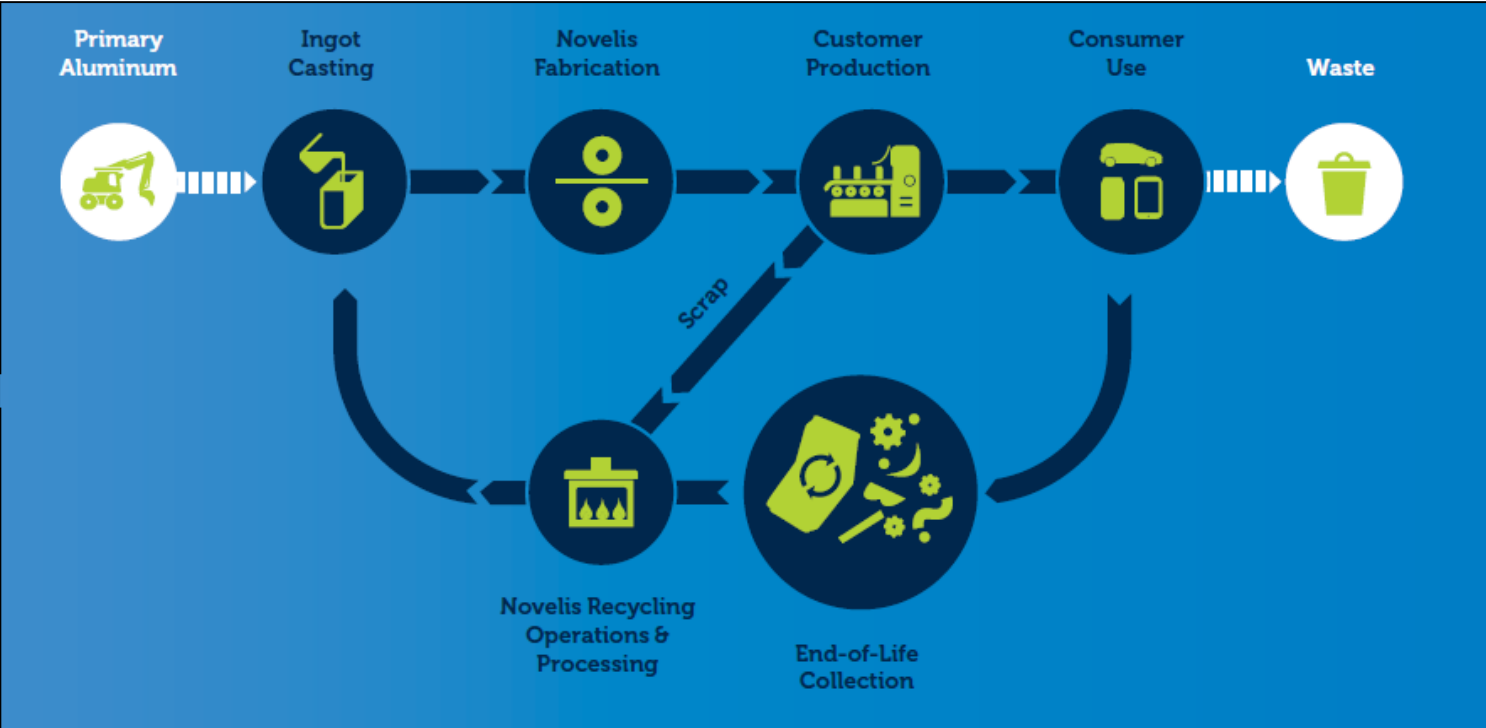 Primary
Aluminum
Ingot
Casting
Novelis
Fabrication
Customer
Production
Consumer
Use
Waste
Scrap
Novelis Recycling
Operations &
Processing
End-of-Life
Collection